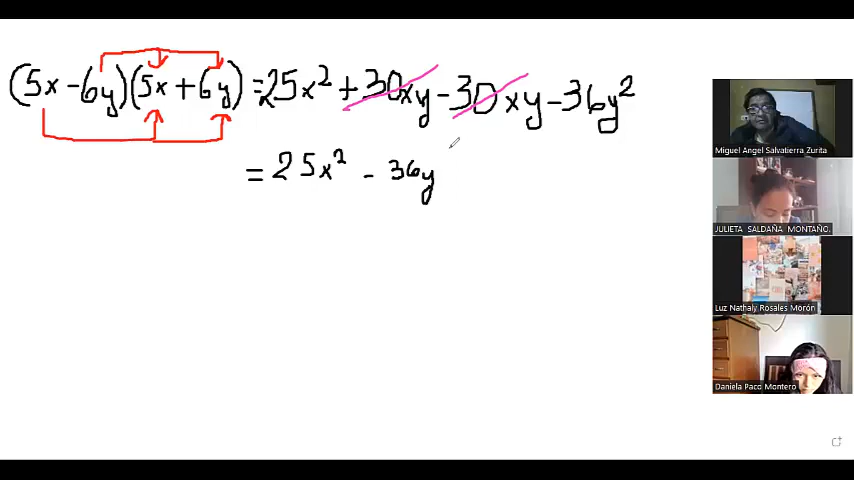 (5x - 6y)(5x + 6y) = 25x² + 30xy - 30xy - 36y²
= 25x² - 36y
Miguel Angel Salvatierra Zurita
JULIETA SALDAÑA MONTAÑO.
Luz Nathaly Rosales Morón
Daniela Paco Montero